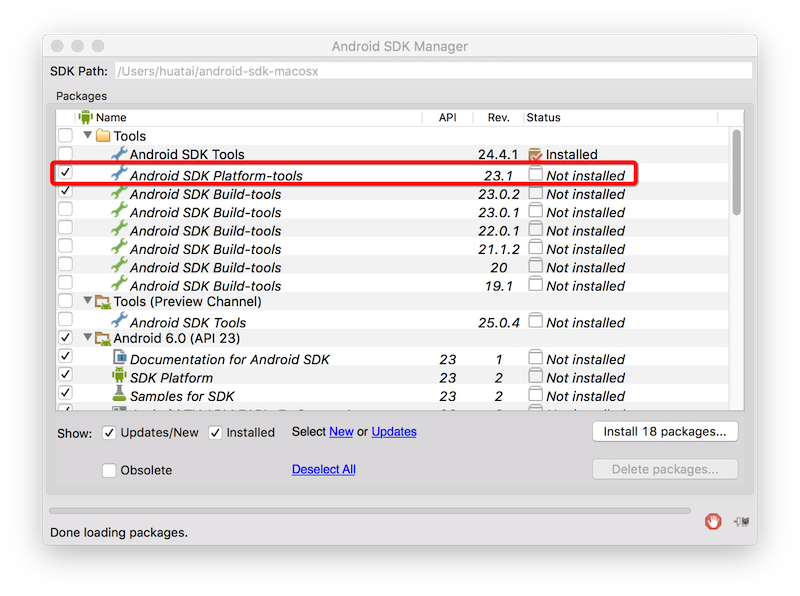 Android SDK Manager
SDK Path: /Users/huatai/android-sdk-macosx
Packages
Name API Rev. Status
Tools
Android SDK Tools 24.4.1 Installed
Android SDK Platform-tools 23.1 Not installed
Android SDK Build-tools 23.0.2 Not installed
Android SDK Build-tools 23.0.1 Not installed
Android SDK Build-tools 22.0.1 Not installed
Android SDK Build-tools 21.1.2 Not installed
Android SDK Build-tools 20 Not installed
Android SDK Build-tools 19.1 Not installed
Tools (Preview Channel)
Android SDK Tools 25.0.4 Not installed
Android 6.0 (API 23)
Documentation for Android SDK 23 1 Not installed
SDK Platform 23 2 Not installed
Samples for SDK 23 2 Not installed
Show: Updates/New Installed Select New or Updates Install 18 packages...
Obsolete Deselect All Delete packages...
Done loading packages.